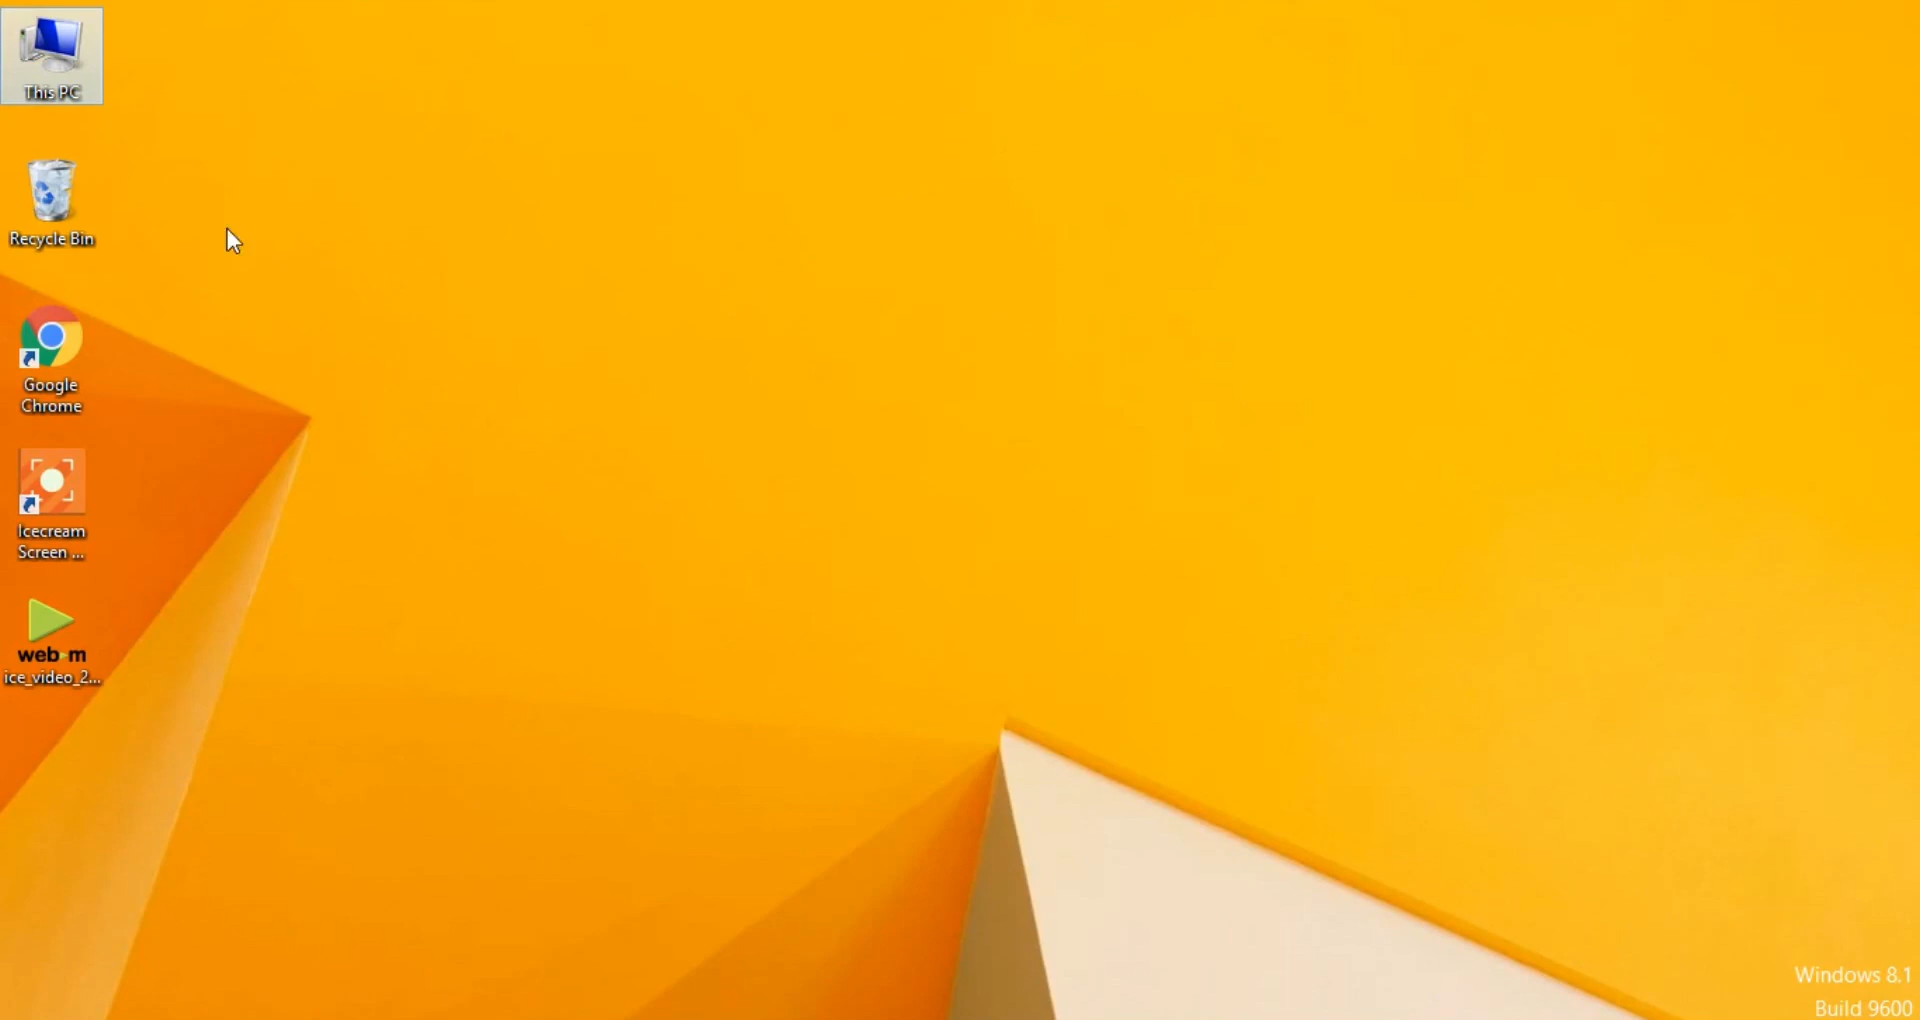 This PC
Recycle Bin
Google
Chrome
Icecream
Screen ...
web m
ice_video_2...
Windows 8.1
Build 9600